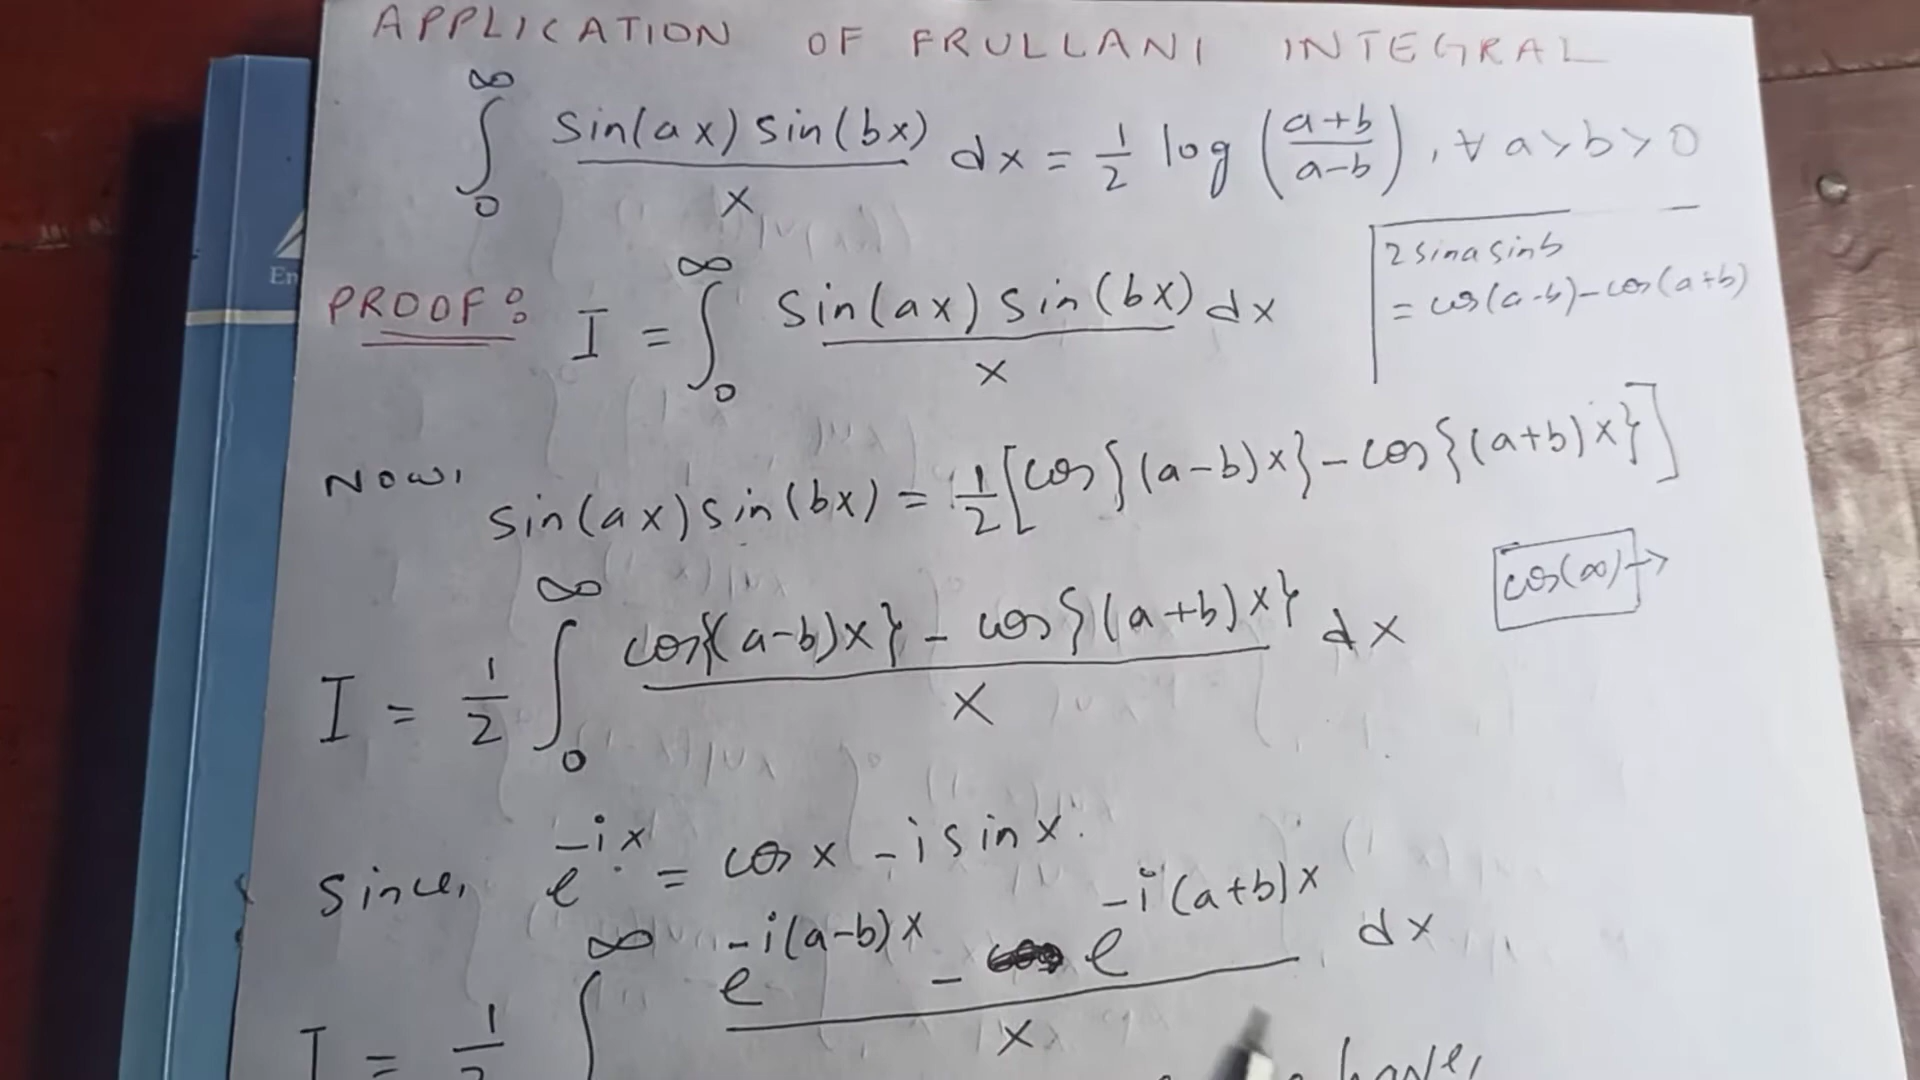 APPLICATION OF FRULLANI INTEGRAL
∫₀^∞ sin(ax) sin(bx) / x dx = 1/2 log ((a+b)/(a-b)), ∀ a>b>0
2 sina sinb
= cos(a-b)-cos(a+b)
PROOF: I = ∫₀^∞ sin(ax) sin(bx) / x dx
Now, sin(ax) sin(bx) = 1/2 [cos{(a-b)x} - cos{(a+b)x}]
cos(∞) →
I = 1/2 ∫₀^∞ cos{(a-b)x} - cos{(a+b)x} / x dx
Since, e^{-ix} = cos x - i sin x.
I = 1/2 ∫^∞ e^{-i(a-b)x} - e^{-i(a+b)x} / x dx
have,
En